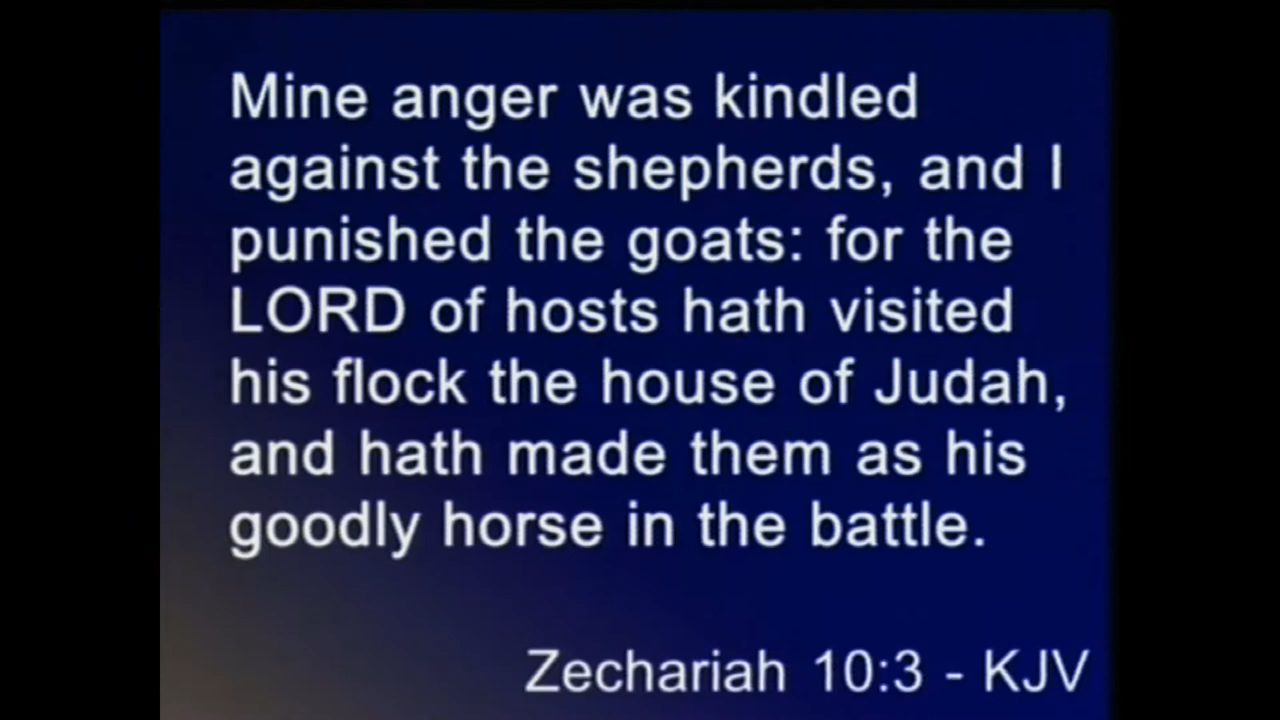 Mine anger was kindled
against the shepherds, and I
punished the goats: for the
LORD of hosts hath visited
his flock the house of Judah,
and hath made them as his
goodly horse in the battle.
Zechariah 10:3 - KJV